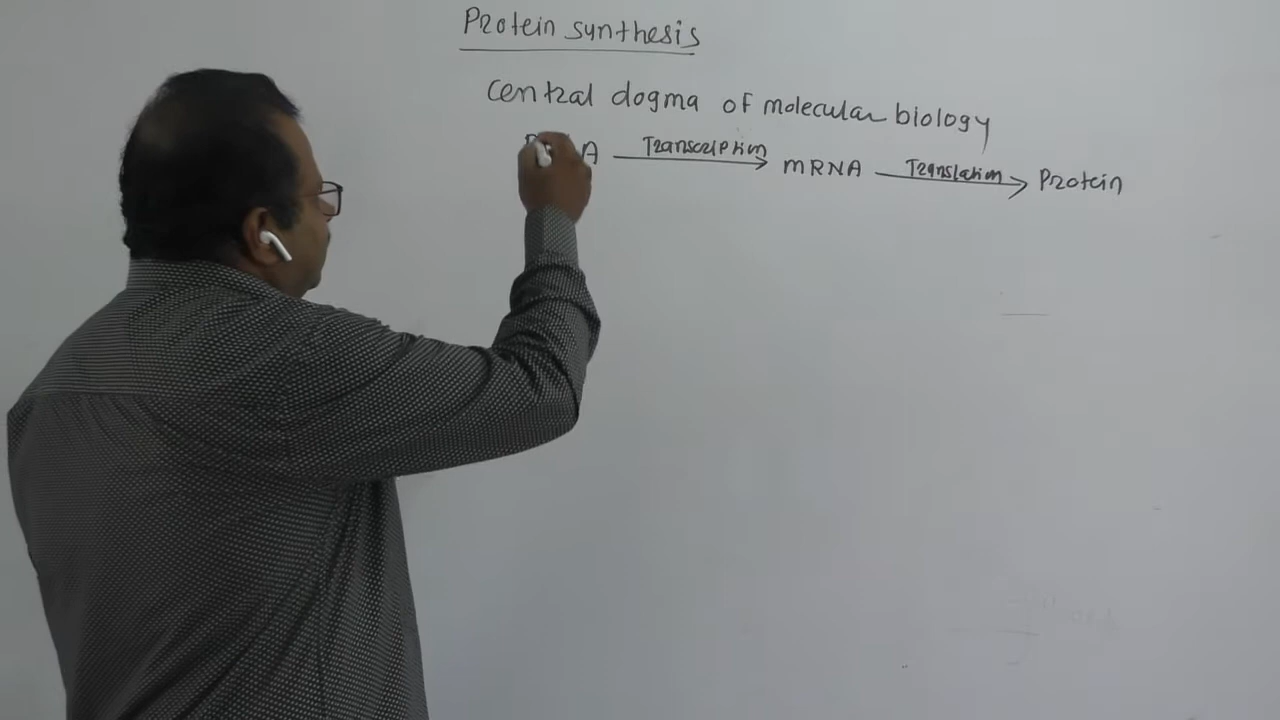 Protein synthesis
Central dogma of molecular biology
Transcription mRNA Translation Protein